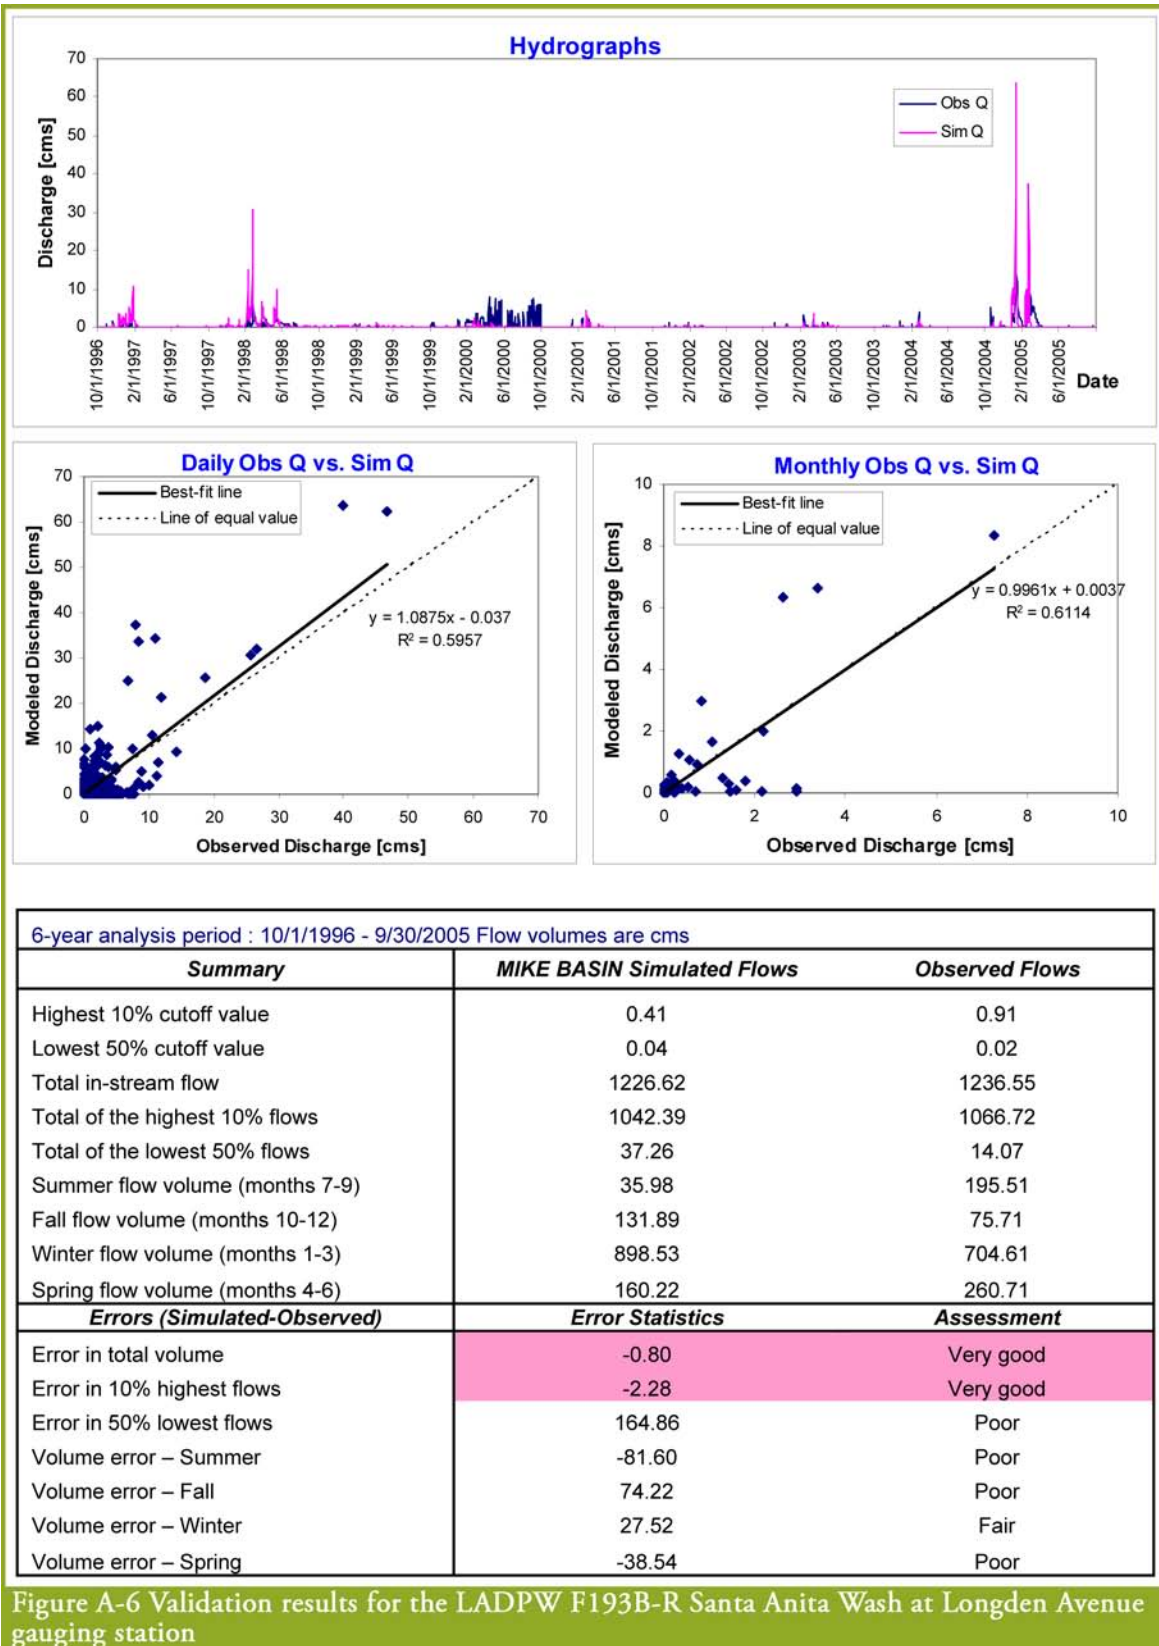 Hydrographs
Discharge [cms]
70
60
50
40
30
20
10
0
Obs Q
Sim Q
10/1/1996
2/1/1997
6/1/1997
10/1/1997
2/1/1998
6/1/1998
10/1/1998
2/1/1999
6/1/1999
10/1/1999
2/1/2000
6/1/2000
10/1/2000
2/1/2001
6/1/2001
10/1/2001
2/1/2002
6/1/2002
10/1/2002
2/1/2003
6/1/2003
10/1/2003
2/1/2004
6/1/2004
10/1/2004
2/1/2005
6/1/2005
Date
Daily Obs Q vs. Sim Q
Modeled Discharge [cms]
70
60
50
40
30
20
10
0
Best-fit line
Line of equal value
y = 1.0875x - 0.037
R² = 0.5957
0 10 20 30 40 50 60 70
Observed Discharge [cms]
Monthly Obs Q vs. Sim Q
Modeled Discharge [cms]
10
8
6
4
2
0
Best-fit line
Line of equal value
y = 0.9961x + 0.0037
R² = 0.6114
0 2 4 6 8 10
Observed Discharge [cms]
6-year analysis period : 10/1/1996 - 9/30/2005 Flow volumes are cms
Summary MIKE BASIN Simulated Flows Observed Flows
Highest 10% cutoff value 0.41 0.91
Lowest 50% cutoff value 0.04 0.02
Total in-stream flow 1226.62 1236.55
Total of the highest 10% flows 1042.39 1066.72
Total of the lowest 50% flows 37.26 14.07
Summer flow volume (months 7-9) 35.98 195.51
Fall flow volume (months 10-12) 131.89 75.71
Winter flow volume (months 1-3) 898.53 704.61
Spring flow volume (months 4-6) 160.22 260.71
Errors (Simulated-Observed) Error Statistics Assessment
Error in total volume -0.80 Very good
Error in 10% highest flows -2.28 Very good
Error in 50% lowest flows 164.86 Poor
Volume error – Summer -81.60 Poor
Volume error – Fall 74.22 Poor
Volume error – Winter 27.52 Fair
Volume error – Spring -38.54 Poor
Figure A-6 Validation results for the LADPW F193B-R Santa Anita Wash at Longden Avenue
gauging station